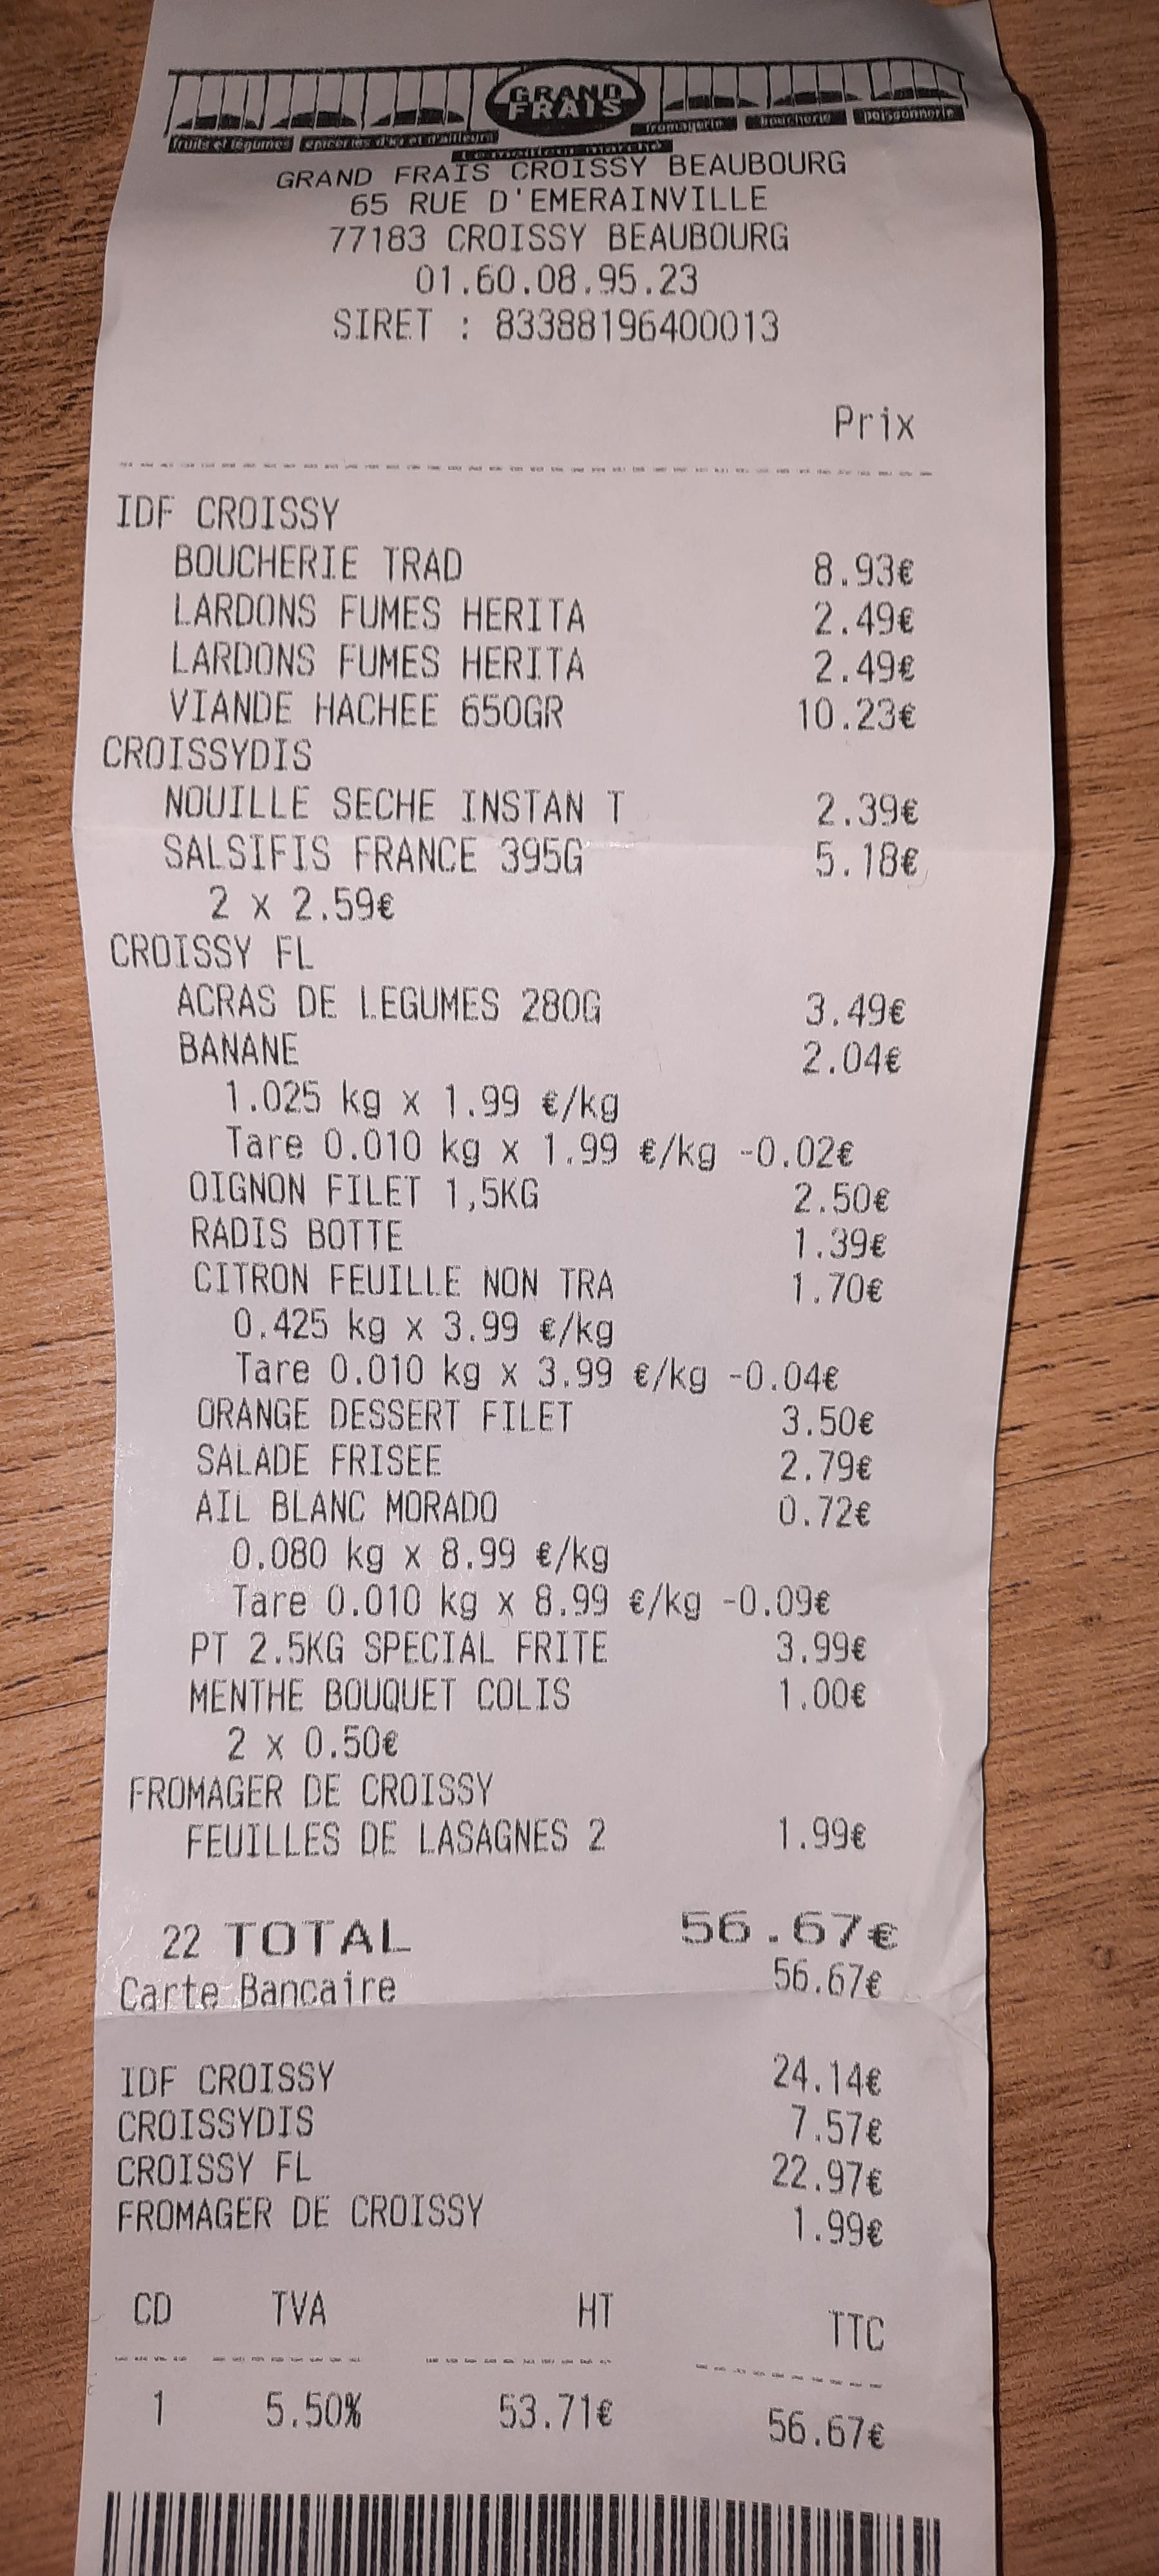 GRAND
FRAIS
fruits et légumes épiceries d'ici et d'ailleurs fromagerie boucherie poissonnerie
Le meilleur marché
GRAND FRAIS CROISSY BEAUBOURG
65 RUE D'EMERAINVILLE
77183 CROISSY BEAUBOURG
01.60.08.95.23
SIRET : 83388196400013
Prix
IDF CROISSY
BOUCHERIE TRAD 8.93€
LARDONS FUMES HERITA 2.49€
LARDONS FUMES HERITA 2.49€
VIANDE HACHEE 650GR 10.23€
CROISSYDIS
NOUILLE SECHE INSTAN T 2.39€
SALSIFIS FRANCE 395G 5.18€
2 x 2.59€
CROISSY FL
ACRAS DE LEGUMES 280G 3.49€
BANANE 2.04€
1.025 kg x 1.99 €/kg
Tare 0.010 kg x 1.99 €/kg -0.02€
OIGNON FILET 1,5KG 2.50€
RADIS BOTTE 1.39€
CITRON FEUILLE NON TRA 1.70€
0.425 kg x 3.99 €/kg
Tare 0.010 kg x 3.99 €/kg -0.04€
ORANGE DESSERT FILET 3.50€
SALADE FRISEE 2.79€
AIL BLANC MORADO 0.72€
0.080 kg x 8.99 €/kg
Tare 0.010 kg x 8.99 €/kg -0.09€
PT 2.5KG SPECIAL FRITE 3.99€
MENTHE BOUQUET COLIS 1.00€
2 x 0.50€
FROMAGER DE CROISSY
FEUILLES DE LASAGNES 2 1.99€
22 TOTAL 56.67€
Carte Bancaire 56.67€
IDF CROISSY 24.14€
CROISSYDIS 7.57€
CROISSY FL 22.97€
FROMAGER DE CROISSY 1.99€
CD TVA HT TTC
1 5.50% 53.71€ 56.67€